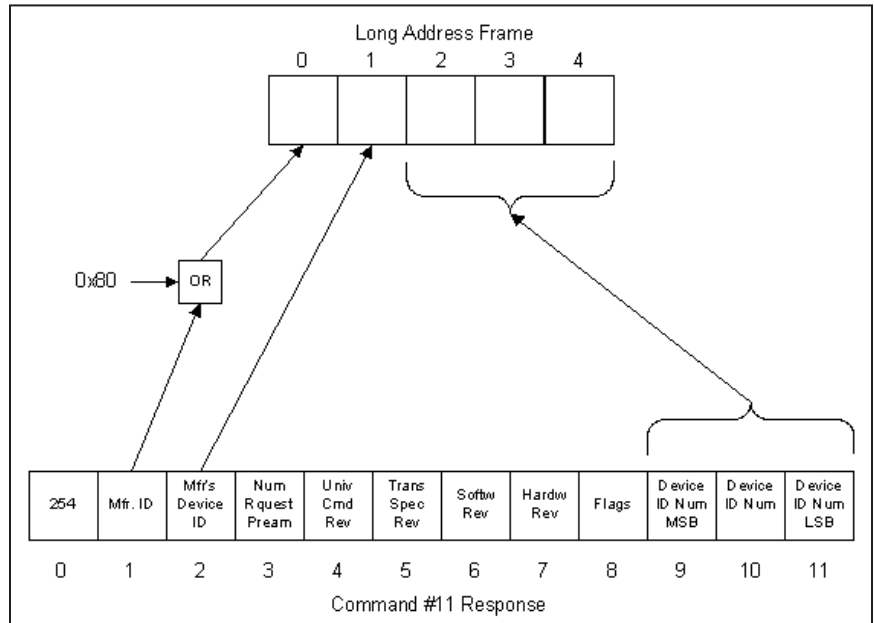 Long Address Frame
0 1 2 3 4
0x80
OR
254
Mfr. ID
Mfr's
Device
ID
Num
Rquest
Pream
Univ
Cmd
Rev
Trans
Spec
Rev
Softw
Rev
Hardw
Rev
Flags
Device
ID Num
MSB
Device
ID Num
Device
ID Num
LSB
0 1 2 3 4 5 6 7 8 9 10 11
Command #11 Response